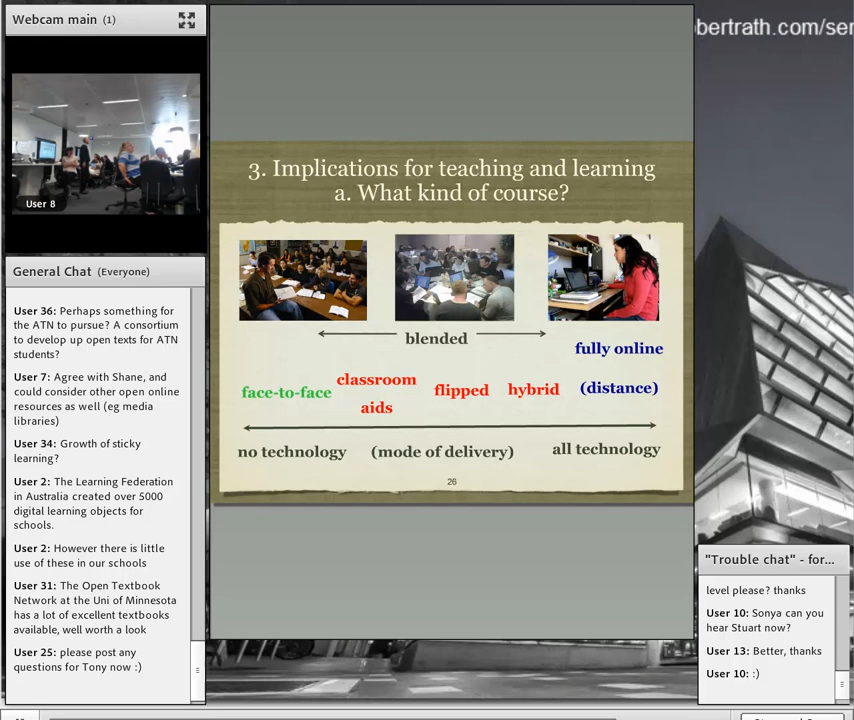 Webcam main (1)
User 8
General Chat (Everyone)
User 36: Perhaps something for
the ATN to pursue? A consortium
to develop up open texts for ATN
students?
User 7: Agree with Shane, and
could consider other open online
resources as well (eg media
libraries)
User 34: Growth of sticky
learning?
User 2: The Learning Federation
in Australia created over 5000
digital learning objects for
schools.
User 2: However there is little
use of these in our schools
User 31: The Open Textbook
Network at the Uni of Minnesota
has a lot of excellent textbooks
available, well worth a look
User 25: please post any
questions for Tony now :)
3. Implications for teaching and learning
a. What kind of course?
blended
fully online
face-to-face
classroom
aids
flipped
hybrid
(distance)
no technology
(mode of delivery)
all technology
26
bertrath.com/ser
"Trouble chat" - for...
level please? thanks
User 10: Sonya can you
hear Stuart now?
User 13: Better, thanks
User 10: :)